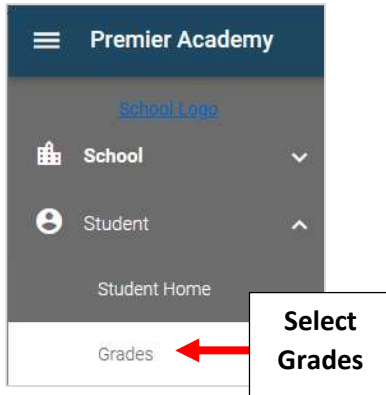 Premier Academy
School Logo
School
Student
Student Home
Grades
Select
Grades